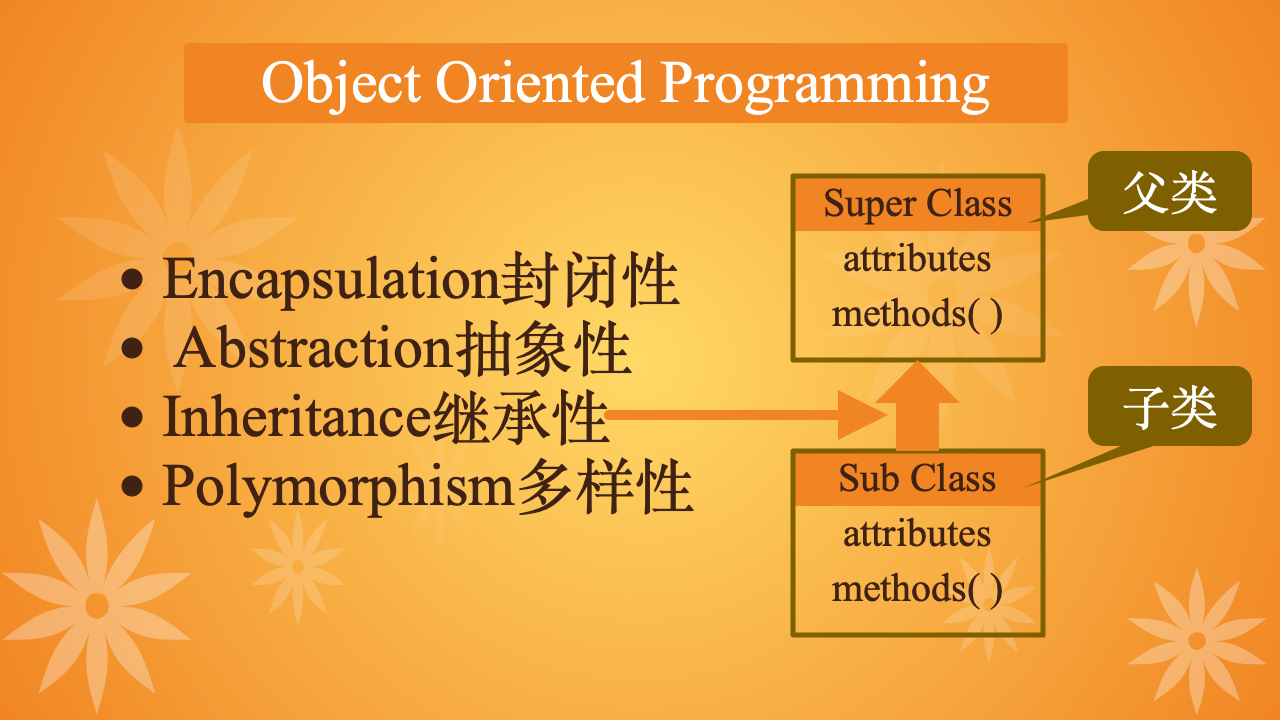 Object Oriented Programming
• Encapsulation封闭性
• Abstraction抽象性
• Inheritance继承性
• Polymorphism多样性
Super Class
attributes
methods( )
父类
Sub Class
attributes
methods( )
子类